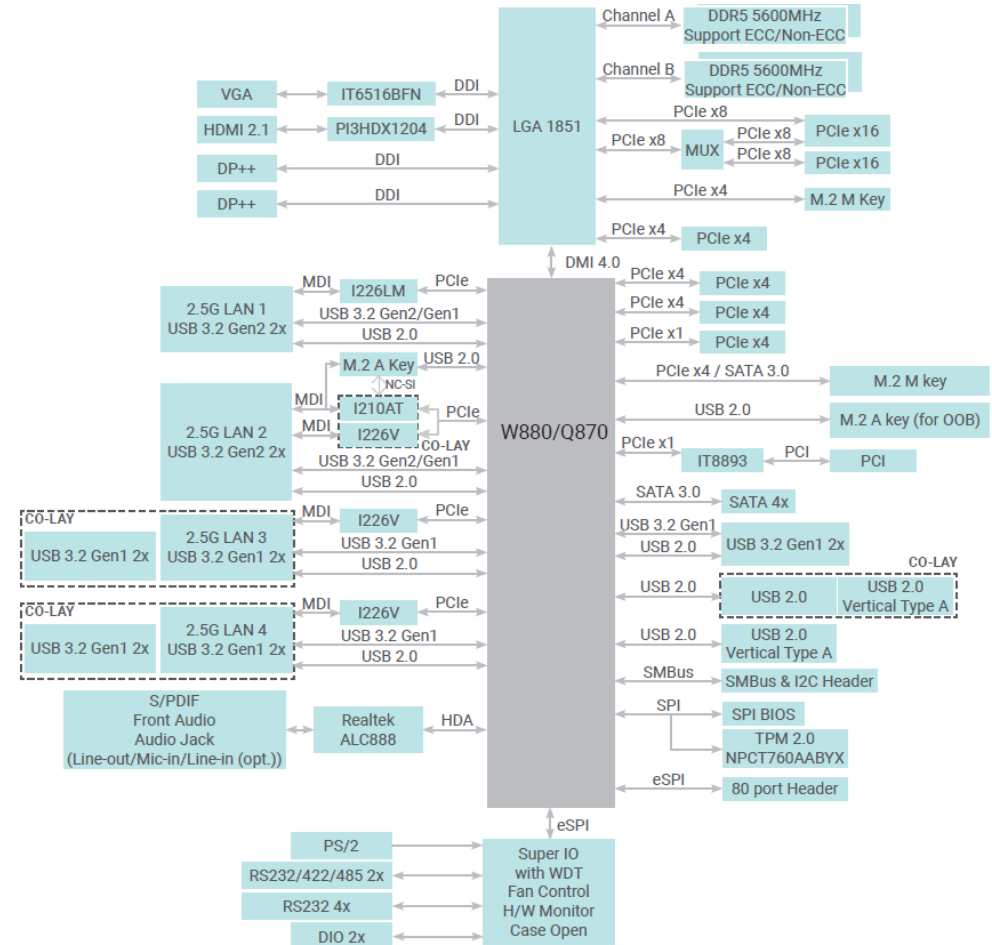 Channel A
DDR5 5600MHz
Support ECC/Non-ECC
Channel B
DDR5 5600MHz
Support ECC/Non-ECC
LGA 1851
VGA
IT6516BFN
DDI
HDMI 2.1
PI3HDX1204
DDI
DP++
DDI
DP++
DDI
PCIe x8
PCIe x16
PCIe x8
MUX
PCIe x8
PCIe x8
PCIe x16
PCIe x4
M.2 M Key
PCIe x4
PCIe x4
DMI 4.0
W880/Q870
2.5G LAN 1
USB 3.2 Gen2 2x
MDI
I226LM
PCIe
USB 3.2 Gen2/Gen1
USB 2.0
2.5G LAN 2
USB 3.2 Gen2 2x
M.2 A Key
USB 2.0
NC-SI
MDI
I210AT
PCIe
MDI
I226V
CO-LAY
USB 3.2 Gen2/Gen1
USB 2.0
CO-LAY
USB 3.2 Gen1 2x
2.5G LAN 3
USB 3.2 Gen1 2x
MDI
I226V
PCIe
USB 3.2 Gen1
USB 2.0
CO-LAY
USB 3.2 Gen1 2x
2.5G LAN 4
USB 3.2 Gen1 2x
MDI
I226V
PCIe
USB 3.2 Gen1
USB 2.0
S/PDIF
Front Audio
Audio Jack
(Line-out/Mic-in/Line-in (opt.))
Realtek
ALC888
HDA
PCIe x4
PCIe x4
PCIe x4
PCIe x4
PCIe x1
PCIe x4
PCIe x4 / SATA 3.0
M.2 M key
USB 2.0
M.2 A key (for OOB)
PCIe x1
IT8893
PCI
PCI
SATA 3.0
SATA 4x
USB 3.2 Gen1
USB 2.0
USB 3.2 Gen1 2x
CO-LAY
USB 2.0
USB 2.0
USB 2.0
Vertical Type A
USB 2.0
USB 2.0
Vertical Type A
SMBus
SMBus & I2C Header
SPI
SPI BIOS
TPM 2.0
NPCT760AABYX
eSPI
80 port Header
eSPI
PS/2
RS232/422/485 2x
RS232 4x
DIO 2x
Super IO
with WDT
Fan Control
H/W Monitor
Case Open